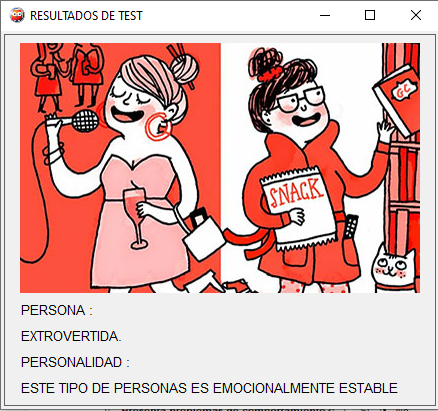 RESULTADOS DE TEST
GC
SNACK
PERSONA :
EXTROVERTIDA.
PERSONALIDAD :
ESTE TIPO DE PERSONAS ES EMOCIONALMENTE ESTABLE